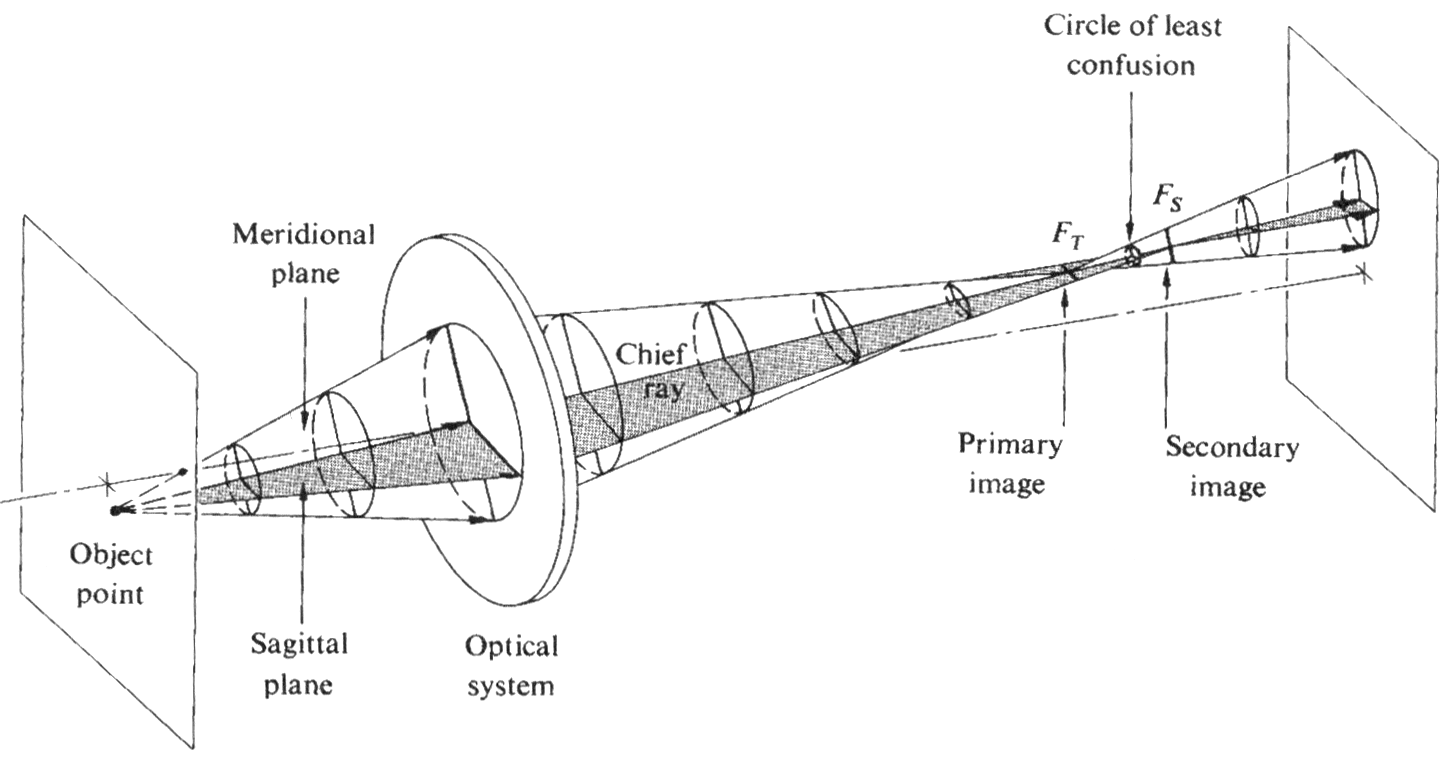 Circle of least
confusion
F_S
F_T
Meridional
plane
Chief
ray
Primary
image
Secondary
image
Object
point
Sagittal
plane
Optical
system